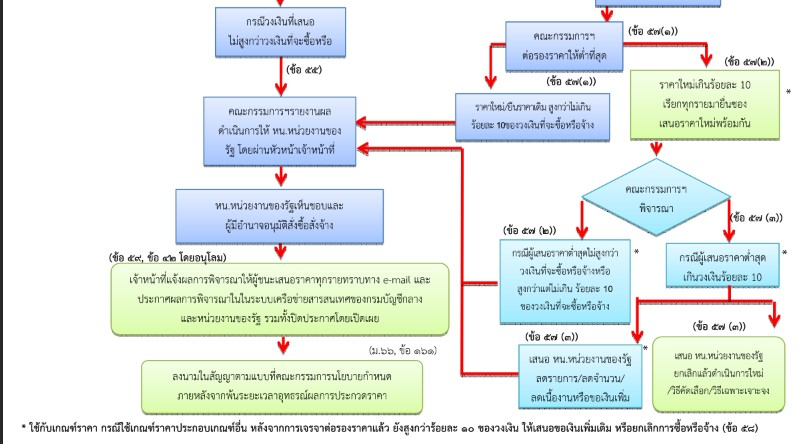 กรณีวงเงินที่เสนอ
ไม่สูงกว่าวงเงินที่จะซื้อหรือ
คณะกรรมการฯ
ต่อรองราคาให้ต่ำที่สุด
(ข้อ ๕๗(๑))
(ข้อ ๕๗(๒))
(ข้อ ๕๕)
(ข้อ ๕๗(๑))
ราคาใหม่เกินร้อยละ 10
เรียกทุกรายมายื่นซอง
เสนอราคาใหม่พร้อมกัน
*
ราคาใหม่/ยืนราคาเดิม สูงกว่าไม่เกิน
ร้อยละ 10ของวงเงินที่จะซื้อหรือจ้าง
คณะกรรมการฯรายงานผล
ดำเนินการให้ หน.หน่วยงานของ
รัฐ โดยผ่านหัวหน้าเจ้าหน้าที่
คณะกรรมการฯ
พิจารณา
หน.หน่วยงานของรัฐเห็นชอบและ
ผู้มีอำนาจอนุมัติสั่งซื้อสั่งจ้าง
(ข้อ ๕๗ (๒))
(ข้อ ๕๗ (๓))
กรณีผู้เสนอราคาต่ำสุดไม่สูงกว่า
วงเงินที่จะซื้อหรือจ้างหรือ
สูงกว่าแต่ไม่เกิน ร้อยละ 10
ของวงเงินที่จะซื้อหรือจ้าง
*
กรณีผู้เสนอราคาต่ำสุด
เกินวงเงินร้อยละ 10
*
(ข้อ ๕๙, ข้อ ๔๒ โดยอนุโลม)
เจ้าหน้าที่แจ้งผลการพิจารณาให้ผู้ชนะเสนอราคาทุกรายทราบทาง e-mail และ
ประกาศผลการพิจารณาในในระบบเครือข่ายสารสนเทศของกรมบัญชีกลาง
และหน่วยงานของรัฐ รวมทั้งปิดประกาศโดยเปิดเผย
(ข้อ ๕๗ (๓))
(ข้อ ๕๗ (๓))
(ม.๖๖, ข้อ ๑๖๑)
เสนอ หน.หน่วยงานของรัฐ
ลดรายการ/ลดจำนวน/
ลดเนื้องานหรือขอเงินเพิ่ม
*
เสนอ หน.หน่วยงานของรัฐ
ยกเลิกแล้วดำเนินการใหม่
/วิธีคัดเลือก/วิธีเฉพาะเจาะจง
ลงนามในสัญญาตามแบบที่คณะกรรมการนโยบายกำหนด
ภายหลังจากพ้นระยะเวลาอุทธรณ์ผลการประกวดราคา
* ใช้กับเกณฑ์ราคา กรณีใช้เกณฑ์ราคาประกอบเกณฑ์อื่น หลังจากการเจรจาต่อรองราคาแล้ว ยังสูงกว่าร้อยละ ๑๐ ของวงเงิน ให้เสนอขอเงินเพิ่มเติม หรือยกเลิกการซื้อหรือจ้าง (ข้อ ๕๘)